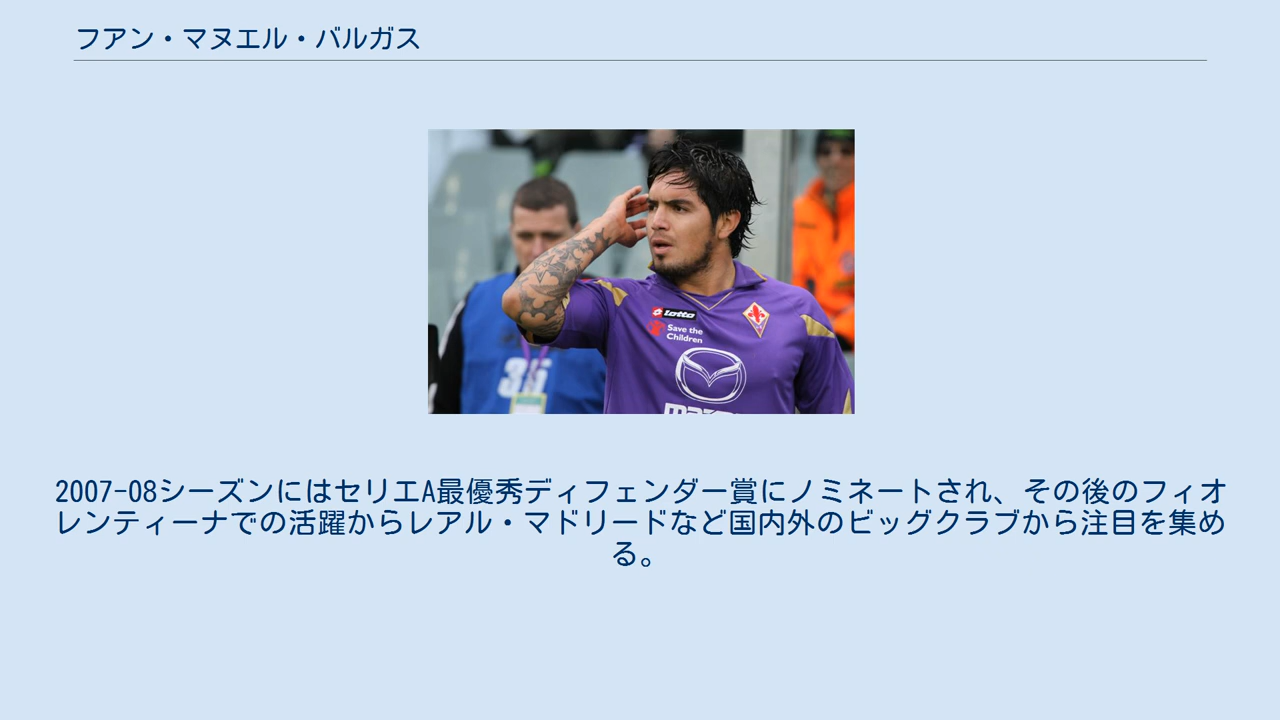 フアン・マヌエル・バルガス
lotto
Save the
Children
35
2007-08シーズンにはセリエA最優秀ディフェンダー賞にノミネートされ、その後のフィオ
レンティーナでの活躍からレアル・マドリードなど国内外のビッグクラブから注目を集め
る。